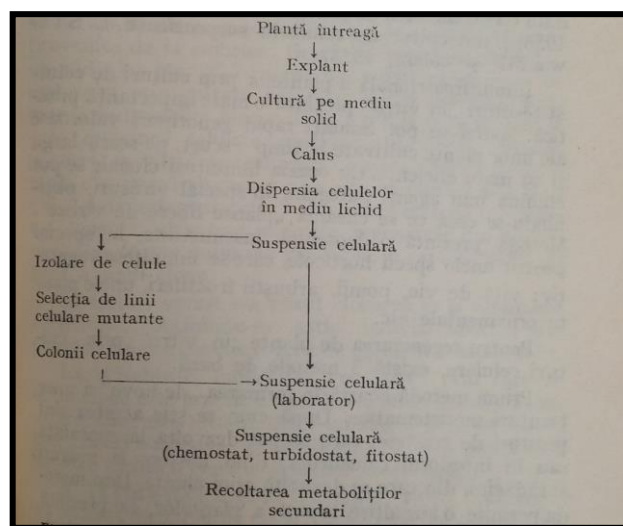 Plantă întreagă
Explant
Cultură pe mediu
solid
Calus
Dispersia celulelor
în mediu lichid
Suspensie celulară
Izolare de celule
Selecția de linii
celulare mutante
Colonii celulare
Suspensie celulară
(laborator)
Suspensie celulară
(chemostat, turbidostat, fitostat)
Recoltarea metaboliților
secundari